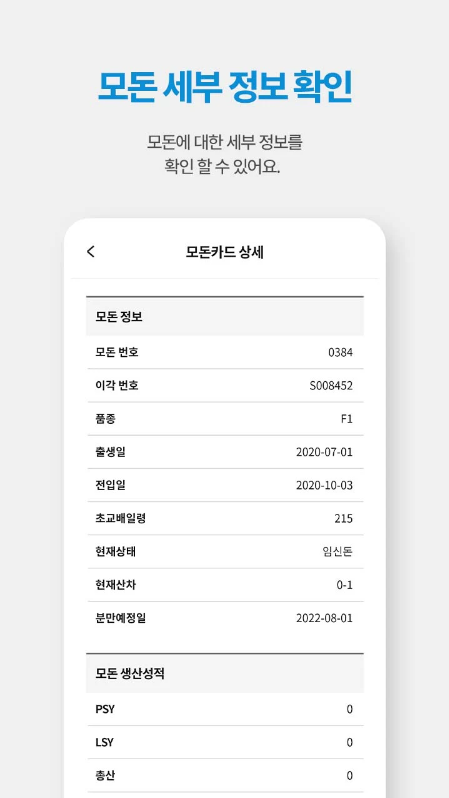 모돈 세부 정보 확인
모돈에 대한 세부 정보를
확인 할 수 있어요.
모돈카드 상세
모돈 정보
모돈 번호 0384
이각 번호 S008452
품종 F1
출생일 2020-07-01
전입일 2020-10-03
초교배일령 215
현재상태 임신돈
현재산차 0-1
분만예정일 2022-08-01
모돈 생산성적
PSY 0
LSY 0
총산 0